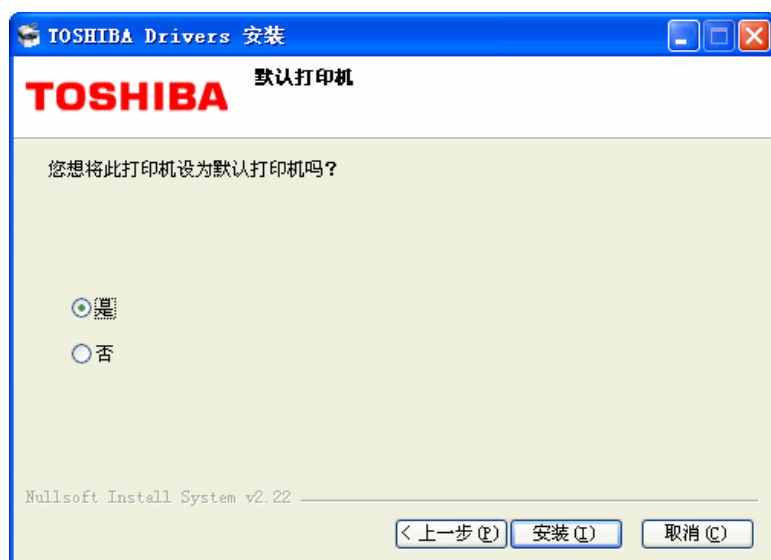 TOSHIBA Drivers 安装
TOSHIBA
默认打印机
您想将此打印机设为默认打印机吗?
是
否
Nullsoft Install System v2.22
< 上一步(P) 安装(I) 取消(C)